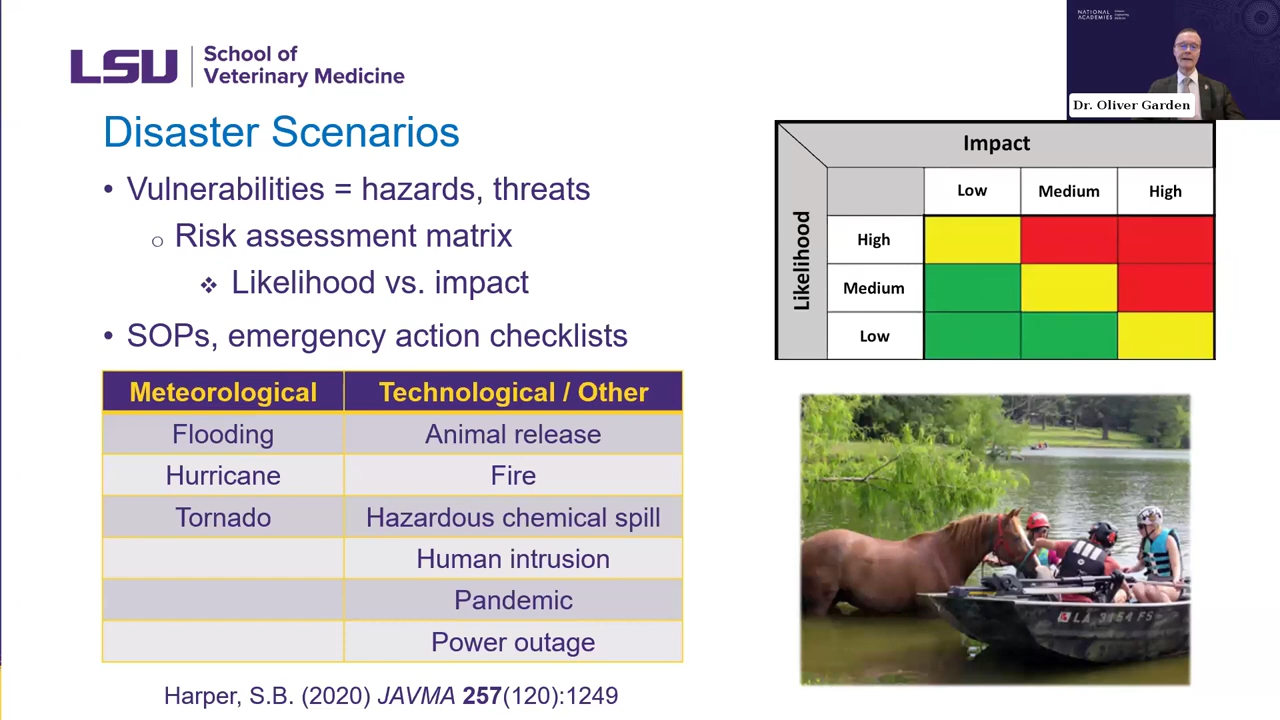 LSU
School of
Veterinary Medicine
NATIONAL
ACADEMIES
Dr. Oliver Garden
Disaster Scenarios
• Vulnerabilities = hazards, threats
○ Risk assessment matrix
❖ Likelihood vs. impact
• SOPs, emergency action checklists
Impact
Low Medium High
Likelihood
High
Medium
Low
Meteorological Technological / Other
Flooding Animal release
Hurricane Fire
Tornado Hazardous chemical spill
Human intrusion
Pandemic
Power outage
LA 3154 FS
Harper, S.B. (2020) JAVMA 257(120):1249